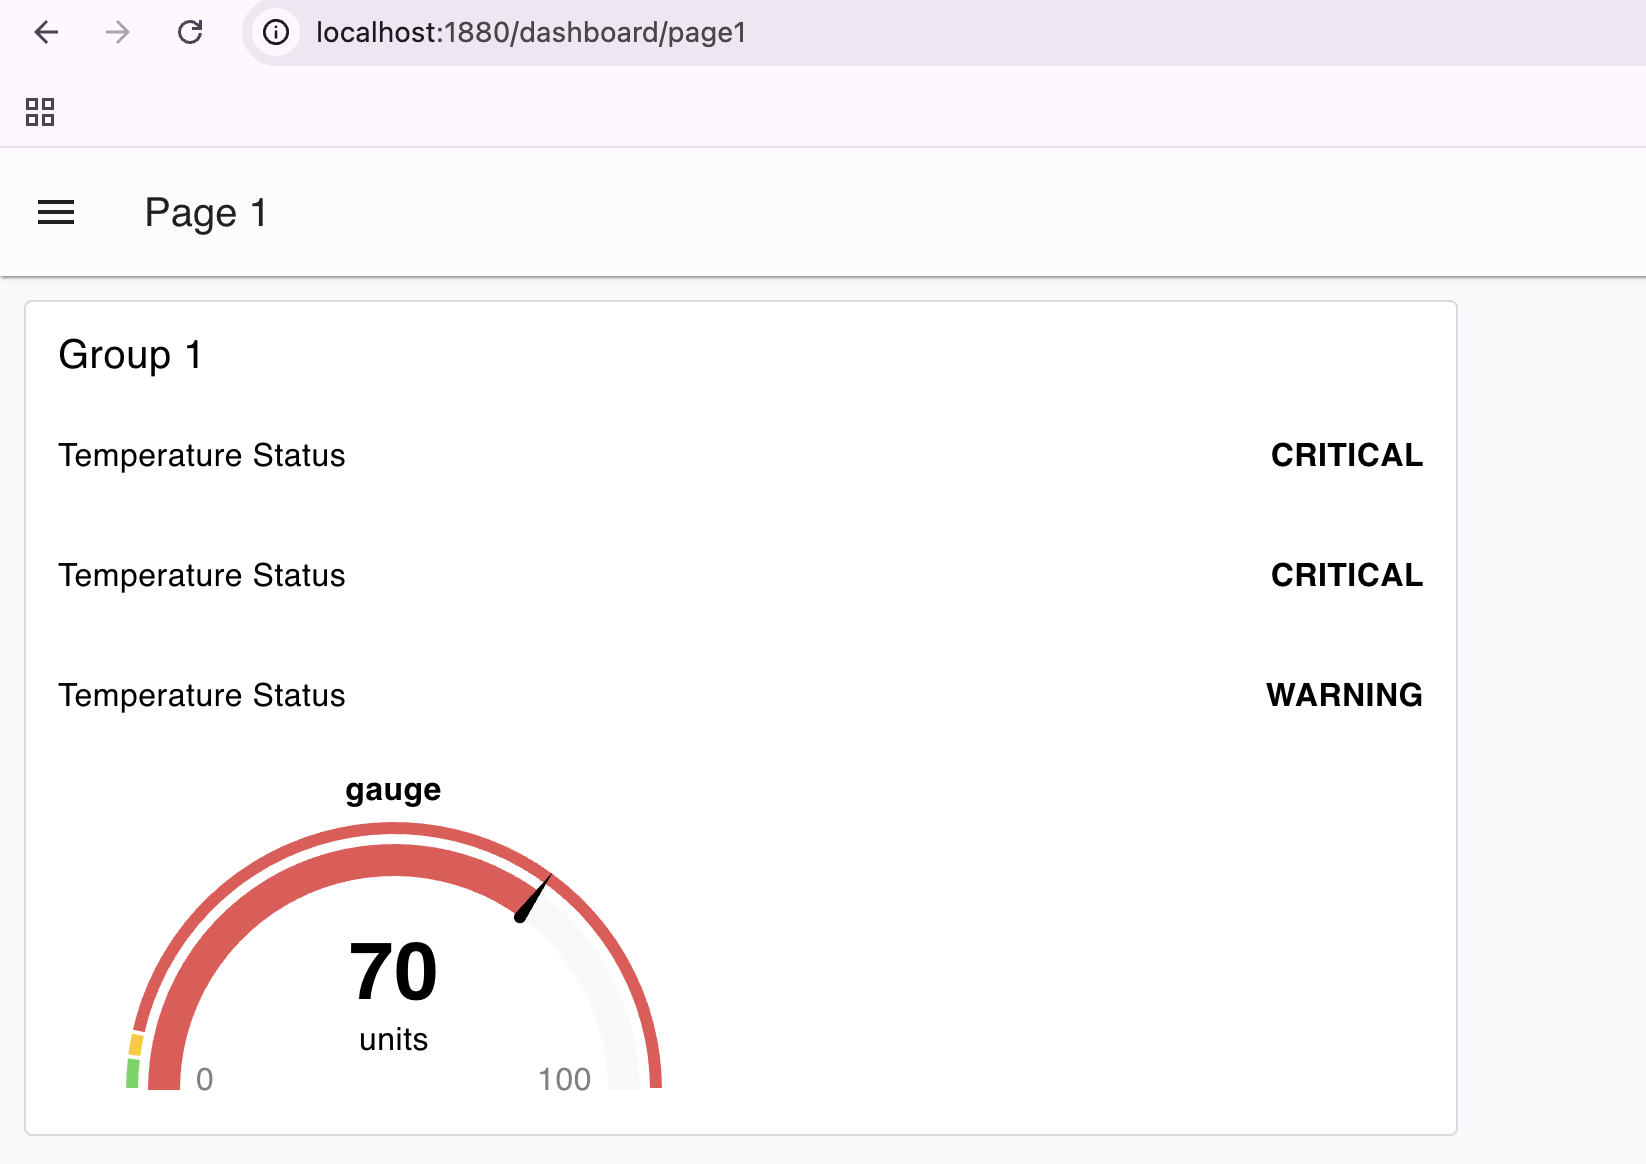 localhost:1880/dashboard/page1
Page 1
Group 1
Temperature Status CRITICAL
Temperature Status CRITICAL
Temperature Status WARNING
gauge
70
units
0 100